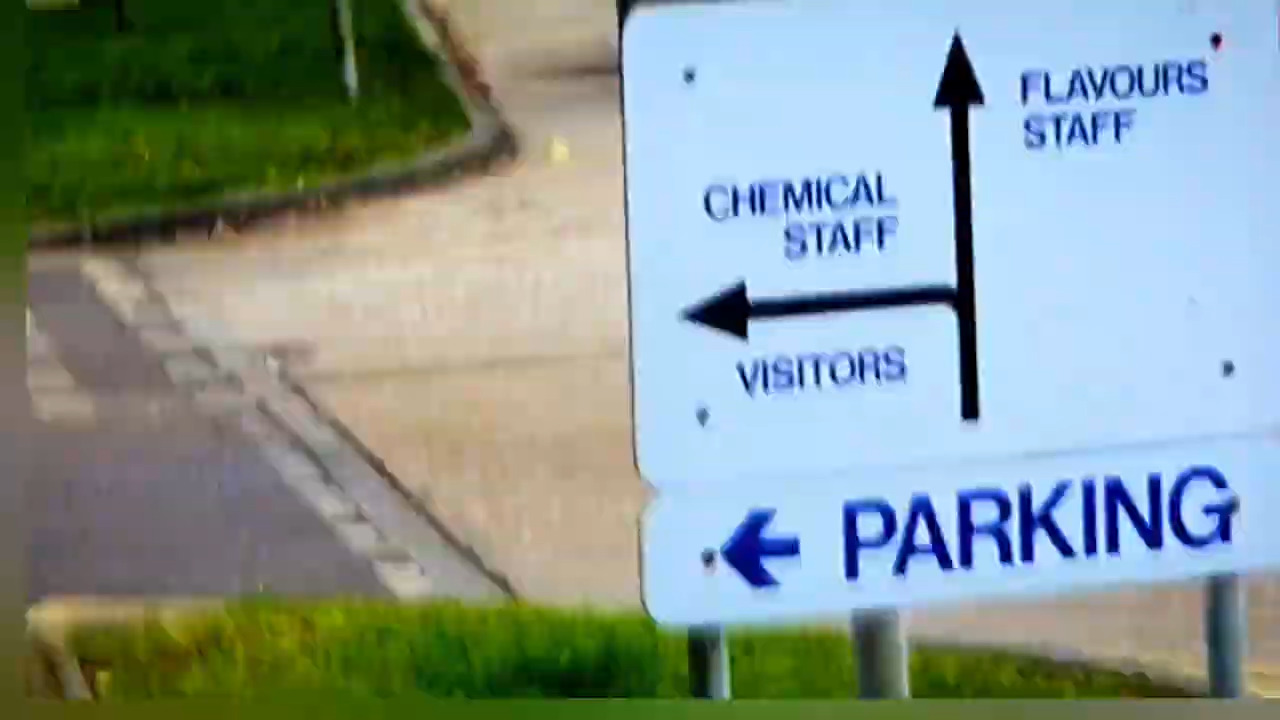 FLAVOURS
STAFF
CHEMICAL
STAFF
VISITORS
PARKING